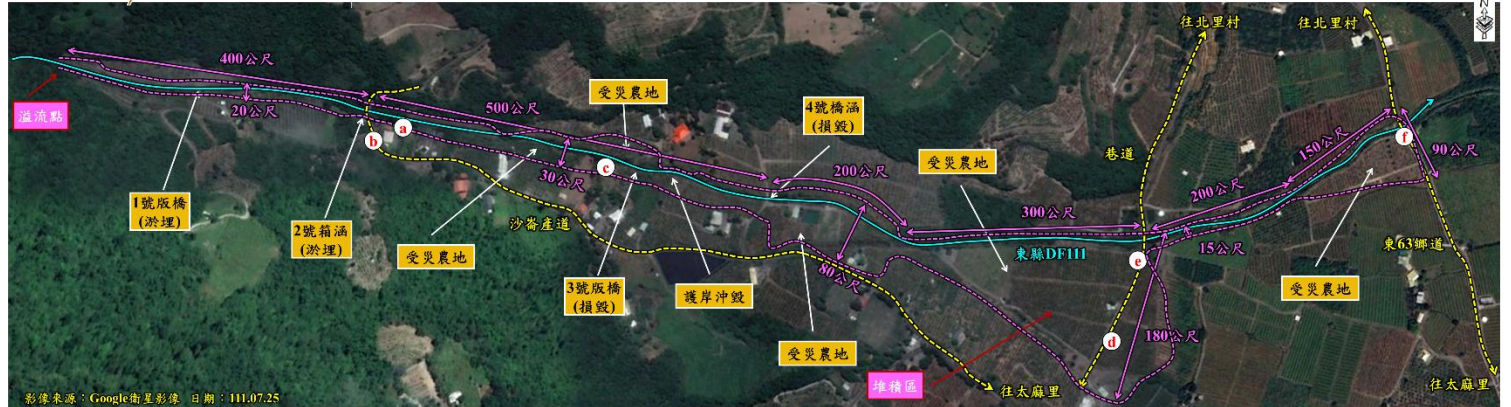 N
往北里村
往北里村
400公尺
溢流點
20公尺
500公尺
受災農地
4號橋涵
(損毀)
a
b
c
30公尺
200公尺
受災農地
巷道
150公尺
f
90公尺
200公尺
300公尺
1號版橋
(淤埋)
2號箱涵
(淤埋)
受災農地
沙崙產道
3號版橋
(損毀)
護岸沖毀
80公尺
東縣DF111
e
15公尺
東63鄉道
受災農地
受災農地
d
180公尺
堆積區
往太麻里
往太麻里
影像來源：Google衛星影像 日期：111.07.25